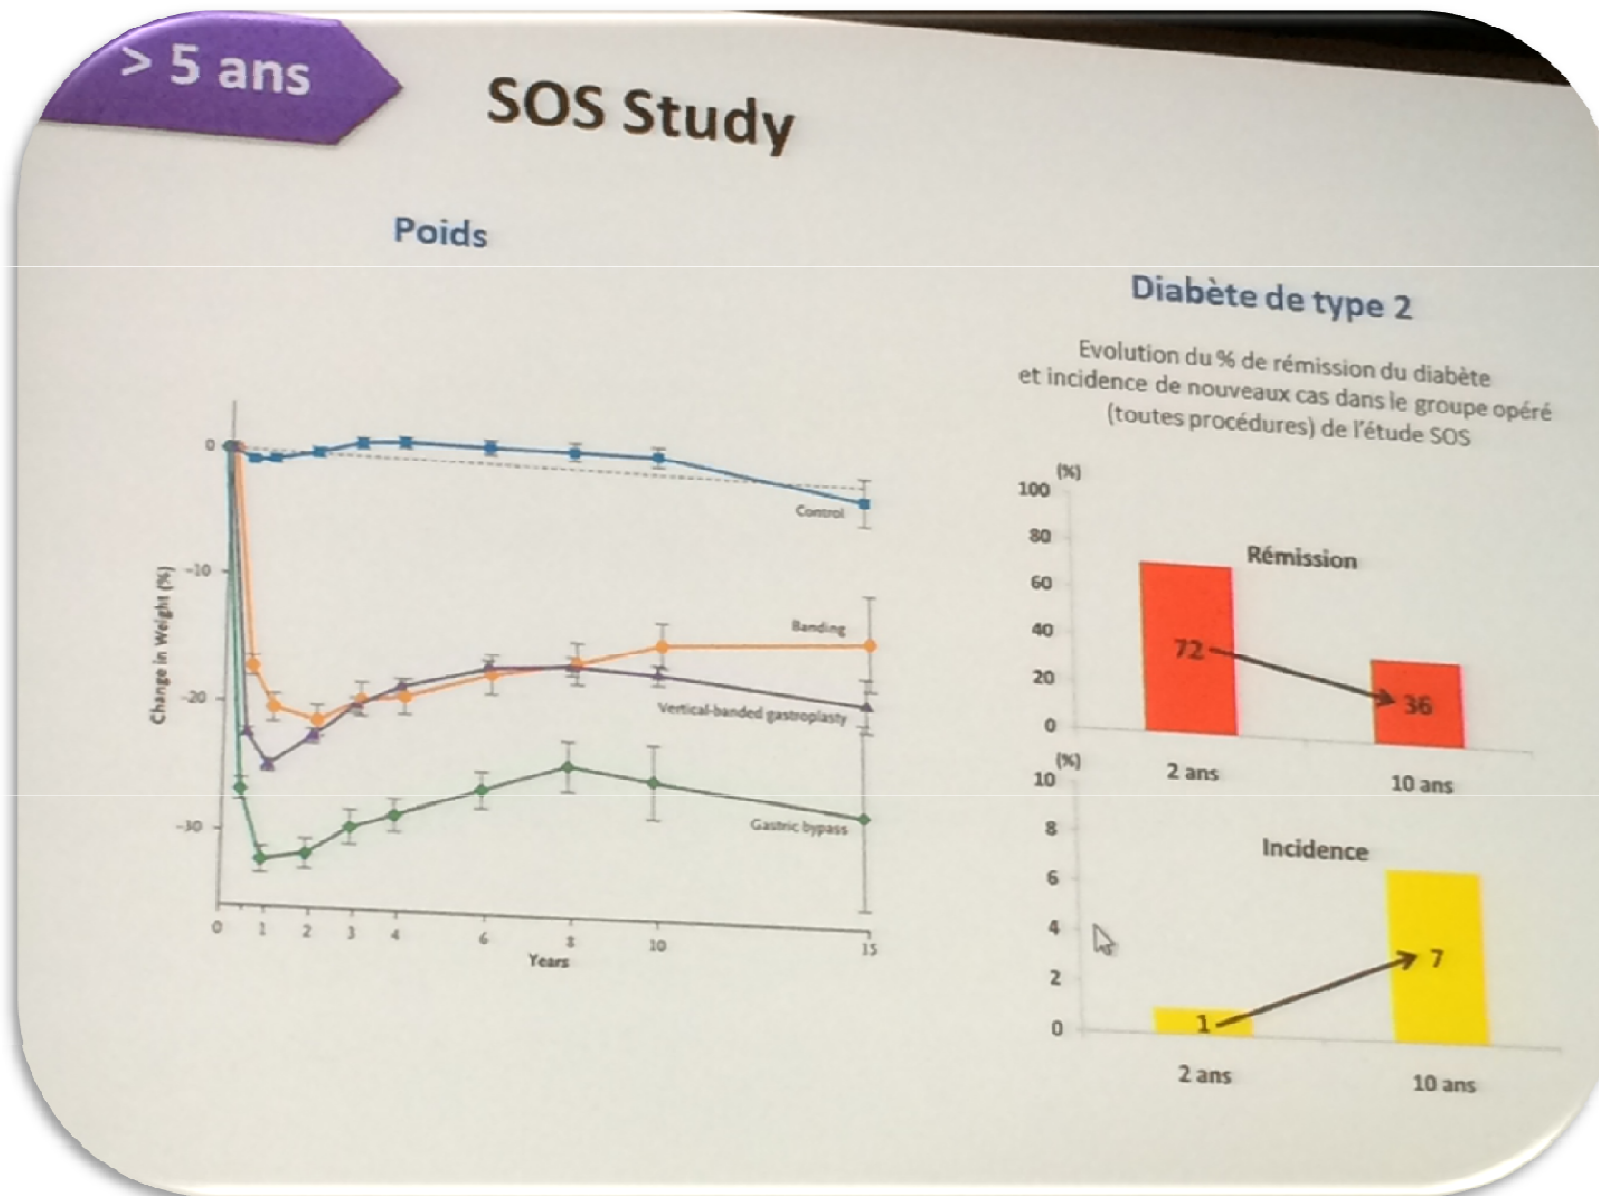 > 5 ans
SOS Study
Poids
Change in Weight (%)
0
-10
-20
-30
Control
Banding
Vertical-banded gastroplasty
Gastric bypass
0 1 2 3 4 6 8 10 15
Years
Diabète de type 2
Evolution du % de rémission du diabète
et incidence de nouveaux cas dans le groupe opéré
(toutes procédures) de l'étude SOS
(%)
100
80
60
40
20
0
Rémission
72
36
2 ans 10 ans
(%)
10
8
6
4
2
0
Incidence
1
7
2 ans 10 ans